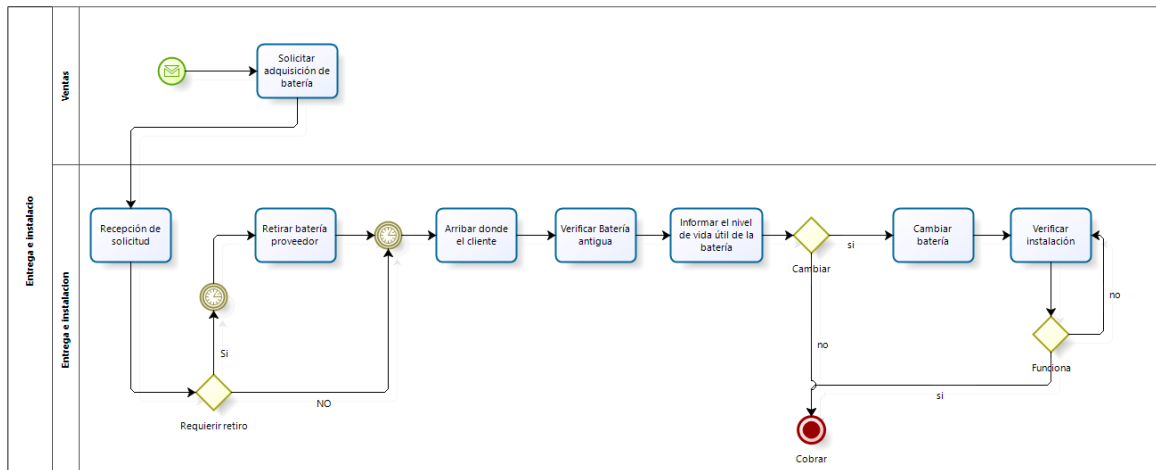 Entrega e instalacio
Ventas
Solicitar
adquisición de
batería
Entrega e instalacion
Recepción de
solicitud
Retirar batería
proveedor
Arribar donde
el cliente
Verificar Batería
antigua
Informar el nivel
de vida útil de la
batería
Cambiar
si
Cambiar
batería
Verificar
instalación
no
Si
no
Funciona
NO
si
Requierir retiro
Cobrar